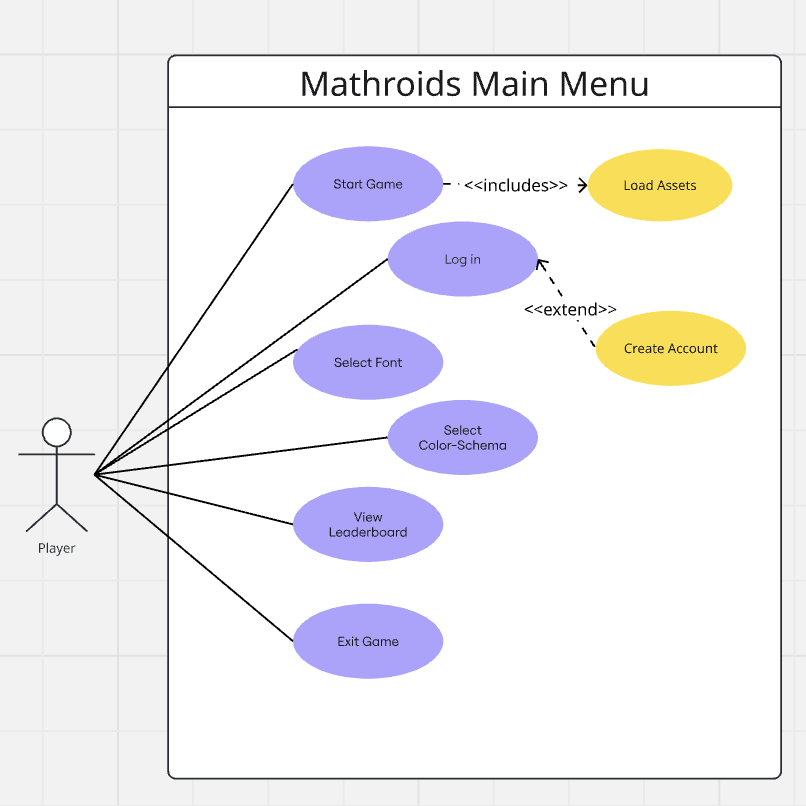 Mathroids Main Menu
Start Game
<<includes>>
Load Assets
Log in
<<extend>>
Create Account
Select Font
Select
Color-Schema
View
Leaderboard
Player
Exit Game